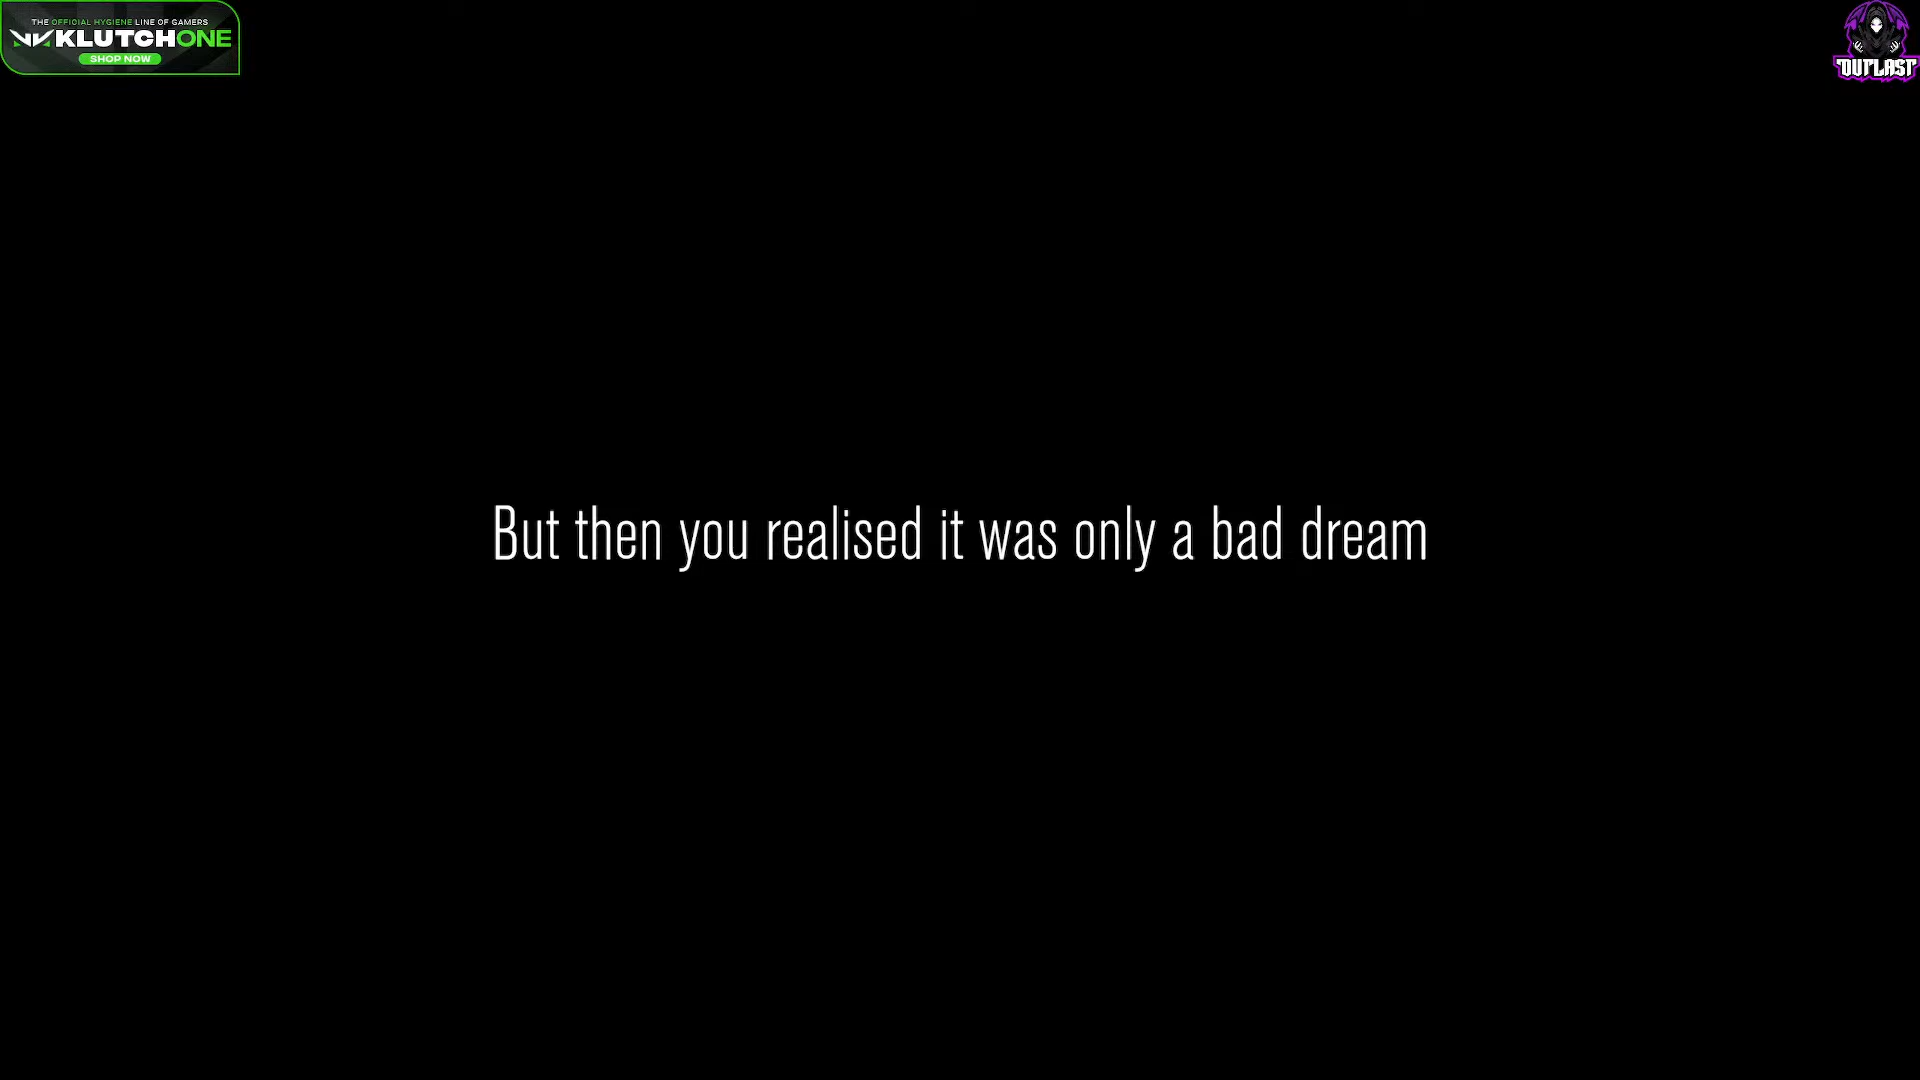 THE OFFICIAL HYGIENE LINE OF GAMERS
KLUTCHONE
SHOP NOW
OUTLAST
But then you realised it was only a bad dream